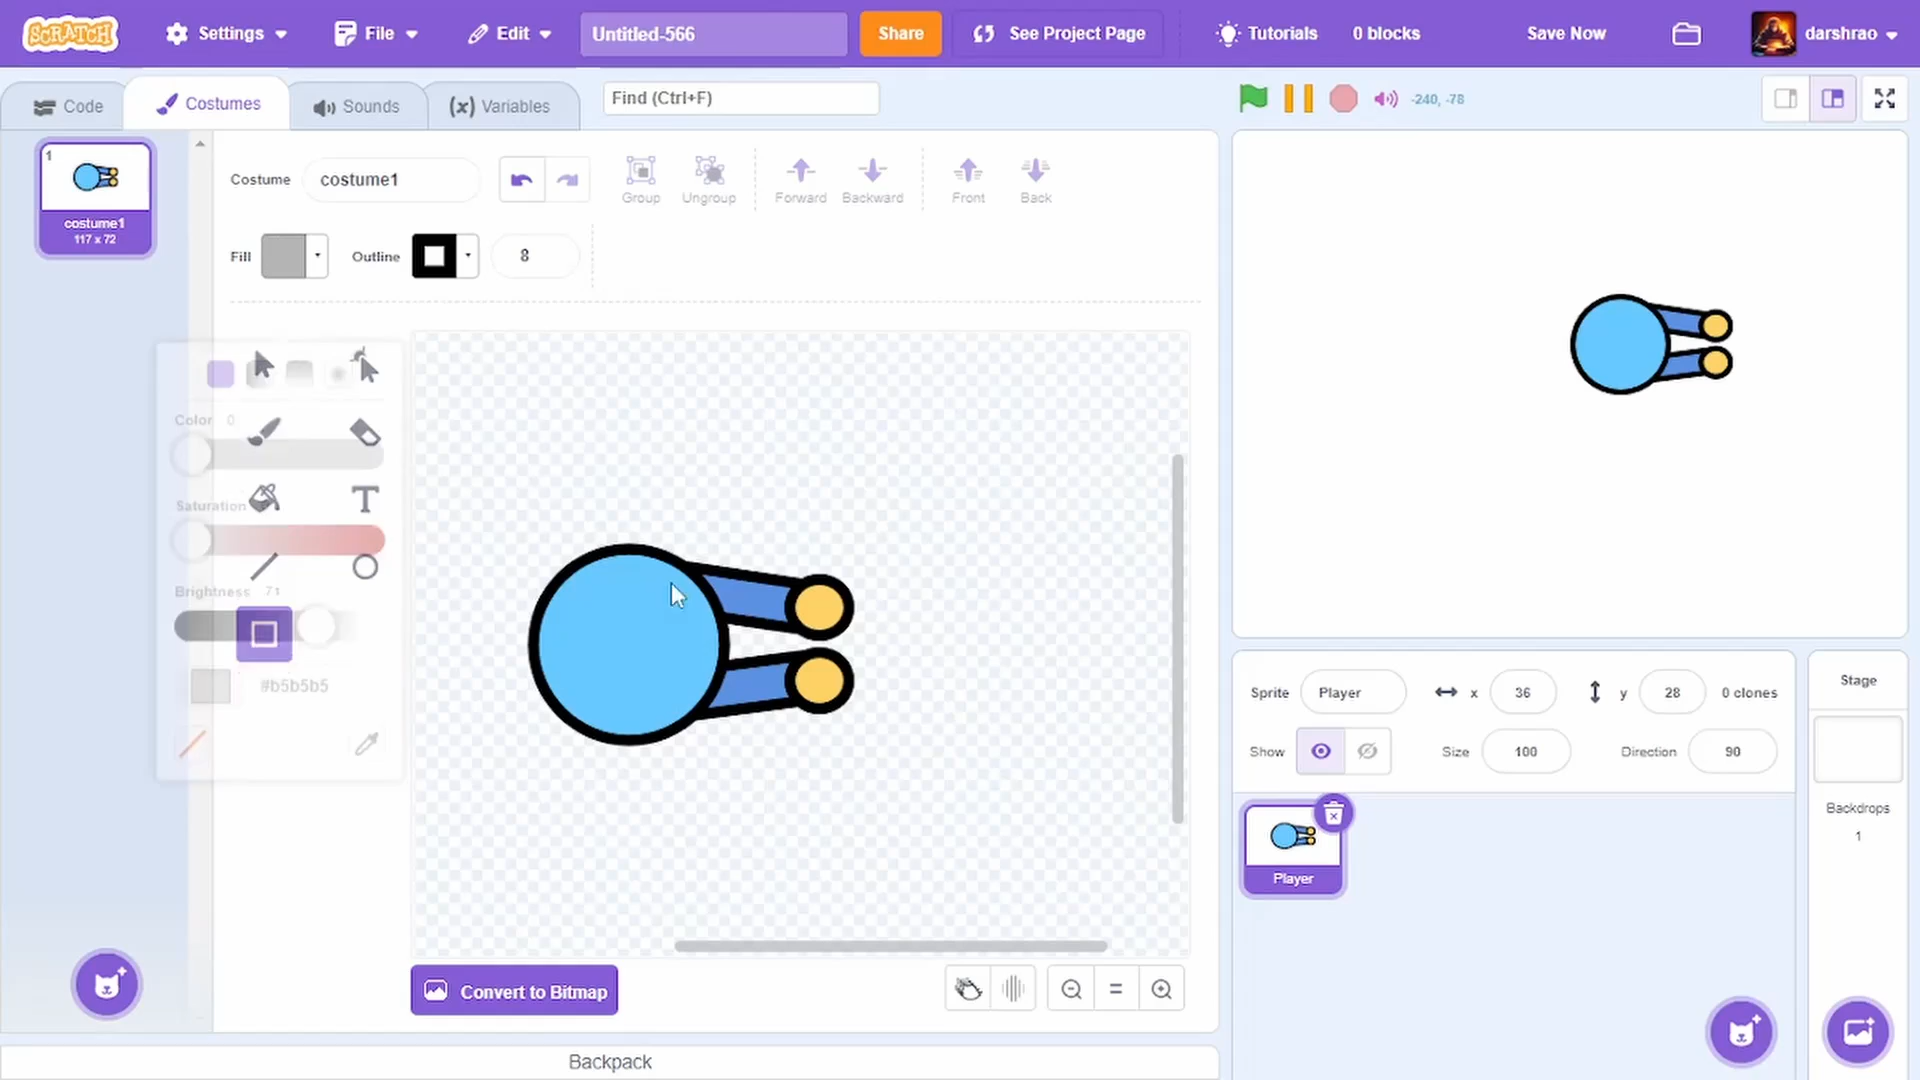 SCRATCH
Settings
File
Edit
Untitled-566
Share
See Project Page
Tutorials
0 blocks
Save Now
darshrao
Code
Costumes
Sounds
(x) Variables
Find (Ctrl+F)
-240, -78
1
costume1
117 x 72
Costume
costume1
Group
Ungroup
Forward
Backward
Front
Back
Fill
Outline
8
Color 0
Saturation
T
Brightness 71
#b5b5b5
Convert to Bitmap
Backpack
Sprite
Player
x
36
y
28
0 clones
Show
Size
100
Direction
90
Player
Stage
Backdrops
1